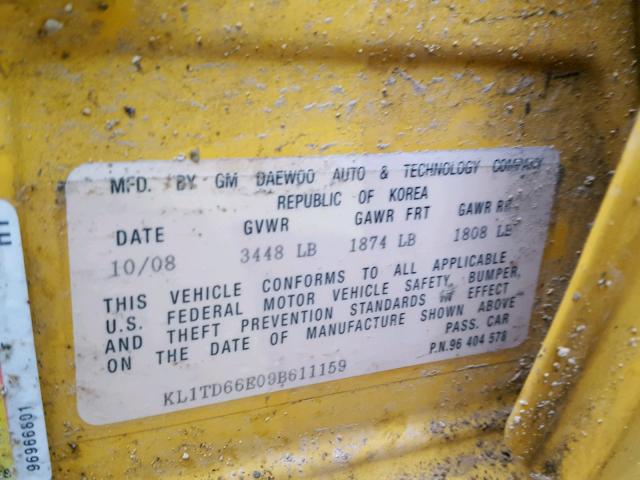 MFD. BY GM DAEWOO AUTO & TECHNOLOGY COMPANY
REPUBLIC OF KOREA
DATE GVWR GAWR FRT GAWR RR
10/08 3448 LB 1874 LB 1808 LB
THIS VEHICLE CONFORMS TO ALL APPLICABLE
U.S. FEDERAL MOTOR VEHICLE SAFETY, BUMPER,
AND THEFT PREVENTION STANDARDS IN EFFECT
ON THE DATE OF MANUFACTURE SHOWN ABOVE
PASS. CAR
P.N.96 404 578
KL1TD66E09B611159
96966601